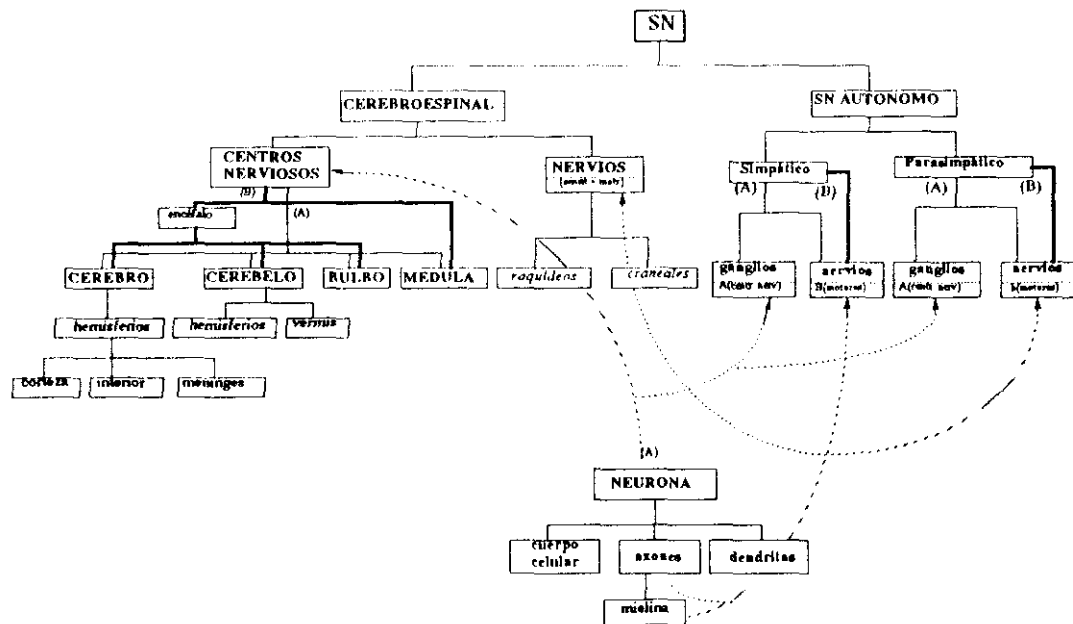 SN
CEREBROESPINAL
SN AUTONOMO
CENTROS
NERVIOSOS
NERVIOS
SImpático
Parasimpático
(B)
(A)
(A)
(B)
(A)
(B)
encéfalo
CEREBRO
CEREBELO
BULBO
MEDULA
raquídeos
craneales
ganglios
nervios
ganglios
nervios
hemisferios
hemisferios
vermis
corteza
interior
meninges
(A)
NEURONA
cuerpo
celular
axones
dendritas
mielina